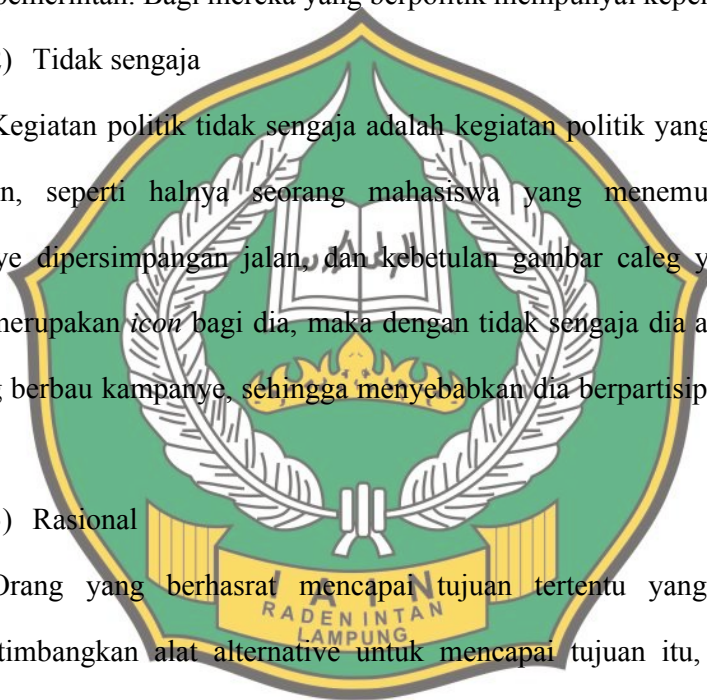 pemerintah. Bagi mereka yang berpolitik mempunyai
) Tidak sengaja
Kegiatan politik tidak sengaja adalah kegiatan politik yang
n, seperti halnya seorang mahasiswa yang menemu
ye dipersimpangan jalan, dan kebetulan gambar caleg y
merupakan icon bagi dia, maka dengan tidak sengaja dia a
g berbau kampanye, sehingga menyebabkan dia berpartisip
) Rasional
Orang yang berhasrat mencapai tujuan tertentu yang
timbangkan alat alternative untuk mencapai tujuan itu,
I A I N
RADEN INTAN
LAMPUNG